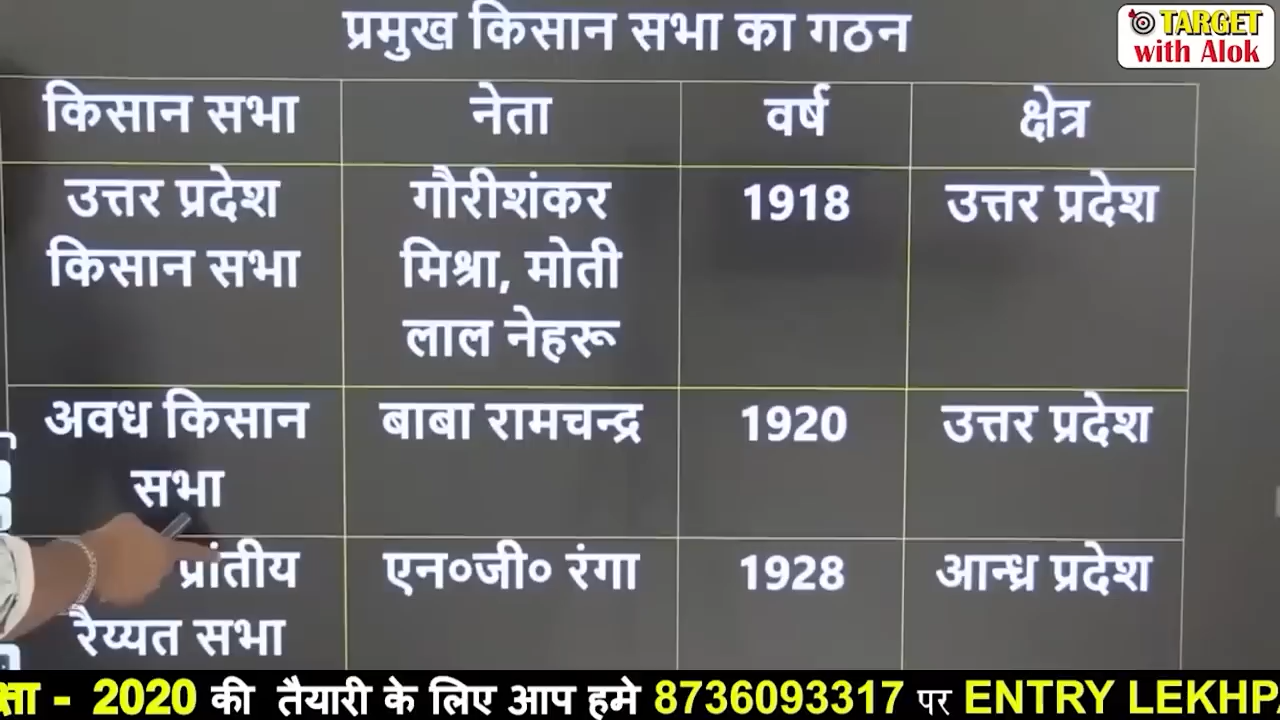 प्रमुख किसान सभा का गठन
TARGET
with Alok
किसान सभा नेता वर्ष क्षेत्र
उत्तर प्रदेश गौरीशंकर 1918 उत्तर प्रदेश
किसान सभा मिश्रा, मोती
लाल नेहरू
अवध किसान बाबा रामचन्द्र 1920 उत्तर प्रदेश
सभा
प्रांतीय एन०जी० रंगा 1928 आन्ध्र प्रदेश
रैय्यत सभा
- 2020 की तैयारी के लिए आप हमे 8736093317 पर ENTRY